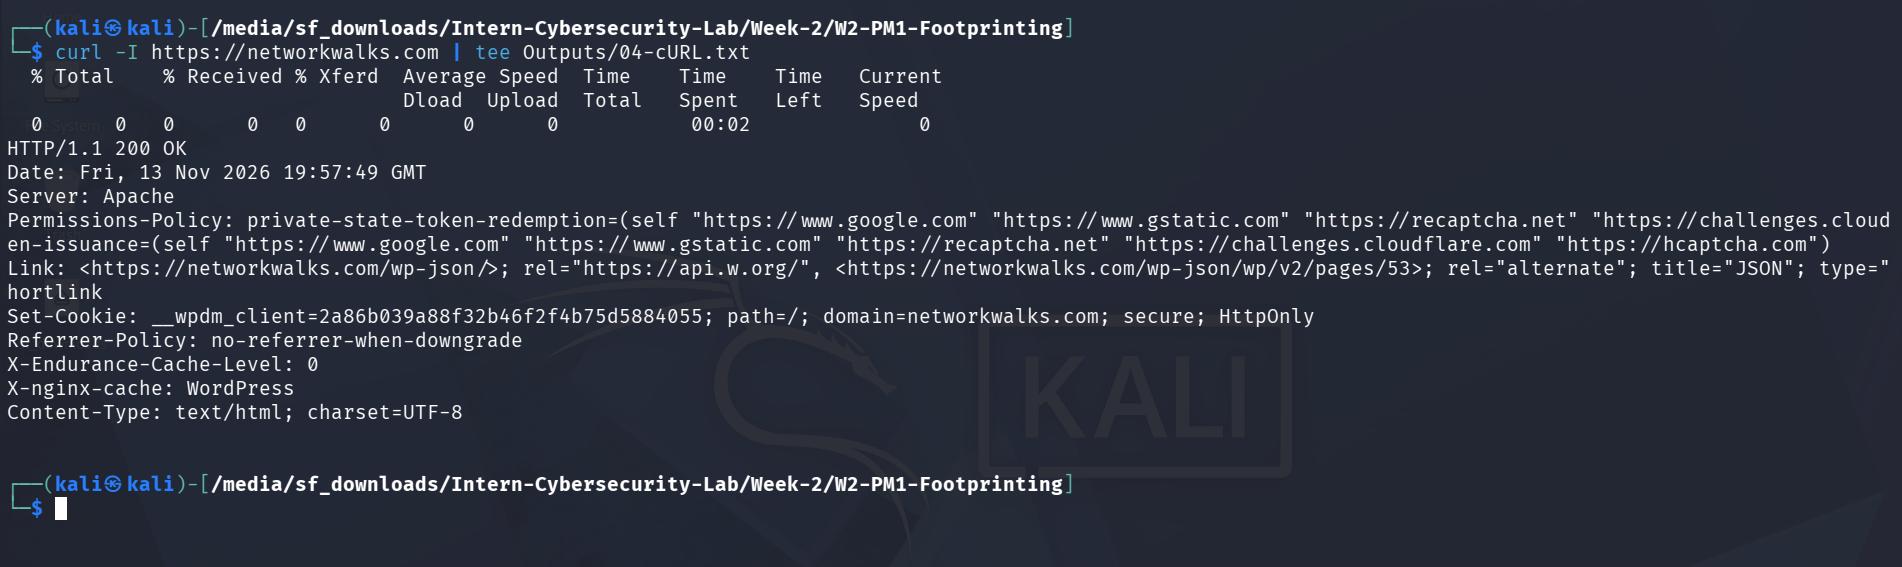 ┌──(kali㉿kali)-[/media/sf_downloads/Intern-Cybersecurity-Lab/Week-2/W2-PM1-Footprinting]
└─$ curl -I https://networkwalks.com | tee Outputs/04-cURL.txt
  % Total    % Received % Xferd  Average Speed  Time    Time    Time   Current
                                 Dload  Upload  Total   Spent   Left   Speed
  0      0   0      0   0      0      0      0           00:02              0
HTTP/1.1 200 OK
Date: Fri, 13 Nov 2026 19:57:49 GMT
Server: Apache
Permissions-Policy: private-state-token-redemption=(self "https://www.google.com" "https://www.gstatic.com" "https://recaptcha.net" "https://challenges.cloud
en-issuance=(self "https://www.google.com" "https://www.gstatic.com" "https://recaptcha.net" "https://challenges.cloudflare.com" "https://hcaptcha.com")
Link: <https://networkwalks.com/wp-json/>; rel="https://api.w.org/", <https://networkwalks.com/wp-json/wp/v2/pages/53>; rel="alternate"; title="JSON"; type="
hortlink
Set-Cookie: __wpdm_client=2a86b039a88f32b46f2f4b75d5884055; path=/; domain=networkwalks.com; secure; HttpOnly
Referrer-Policy: no-referrer-when-downgrade
X-Endurance-Cache-Level: 0
X-nginx-cache: WordPress
Content-Type: text/html; charset=UTF-8
KALI
┌──(kali㉿kali)-[/media/sf_downloads/Intern-Cybersecurity-Lab/Week-2/W2-PM1-Footprinting]
└─$